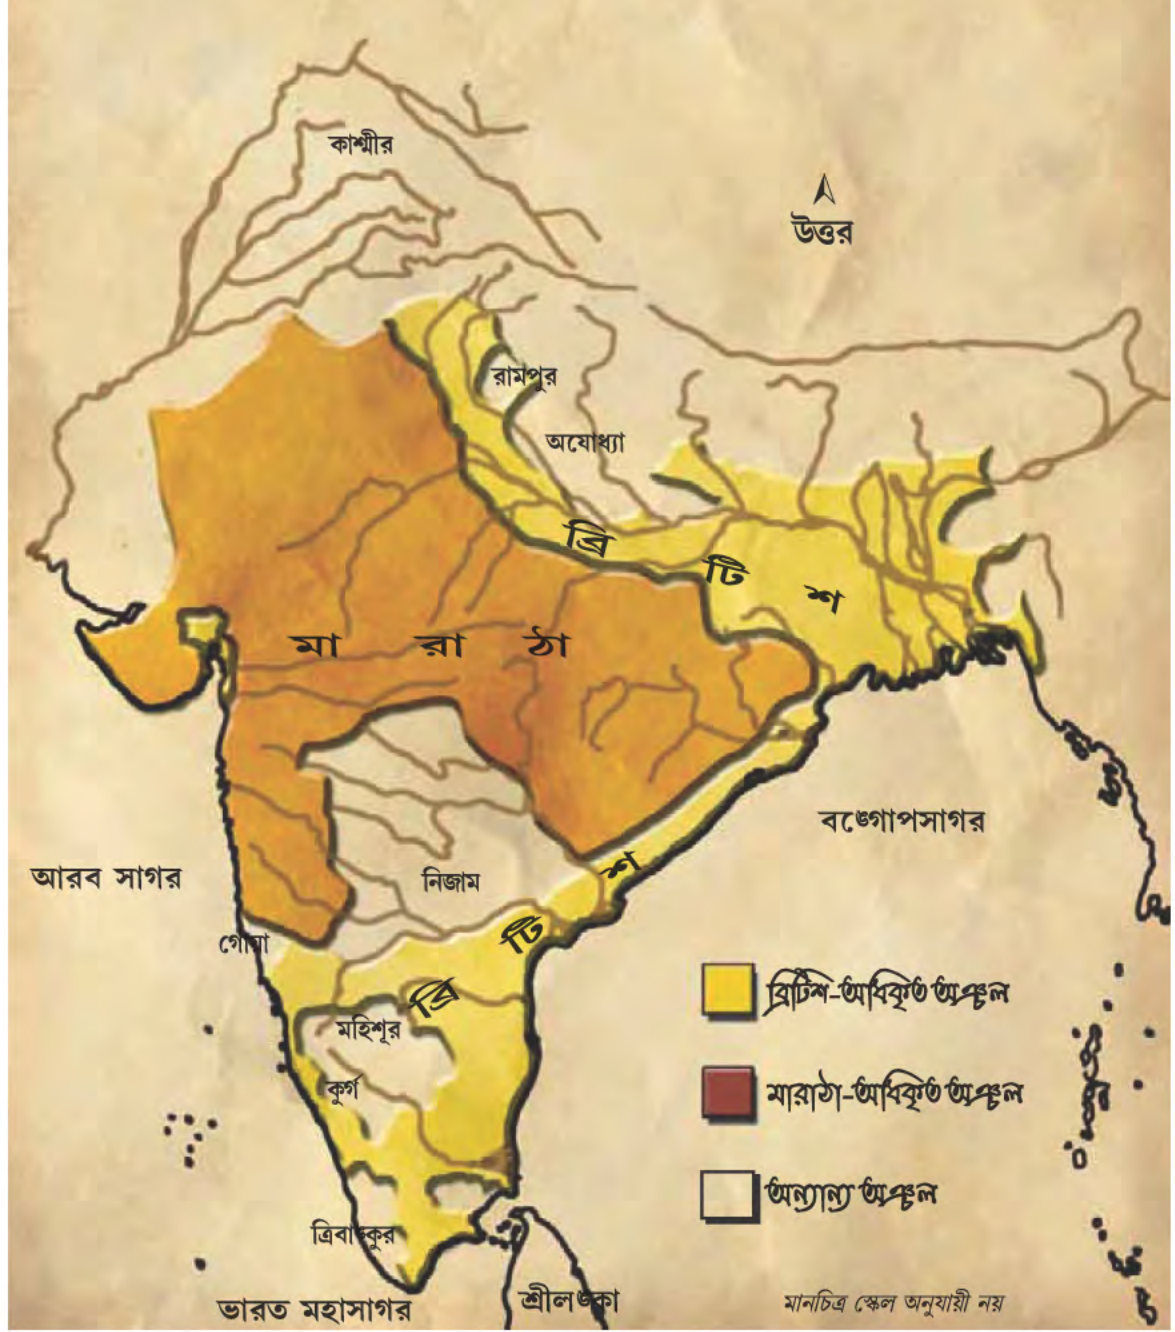 কাশ্মীর
উত্তর
রামপুর
অযোধ্যা
ব্রিটিশ
মারাঠা
বঙ্গোপসাগর
আরব সাগর
নিজাম
ব্রিটিশ
গোয়া
ব্রিটিশ-অধিকৃত অঞ্চল
মহিশূর
কুর্গ
মারাঠা-অধিকৃত অঞ্চল
অন্যান্য অঞ্চল
ত্রিবাঙ্কুর
ভারত মহাসাগর
শ্রীলঙ্কা
মানচিত্র স্কেল অনুযায়ী নয়